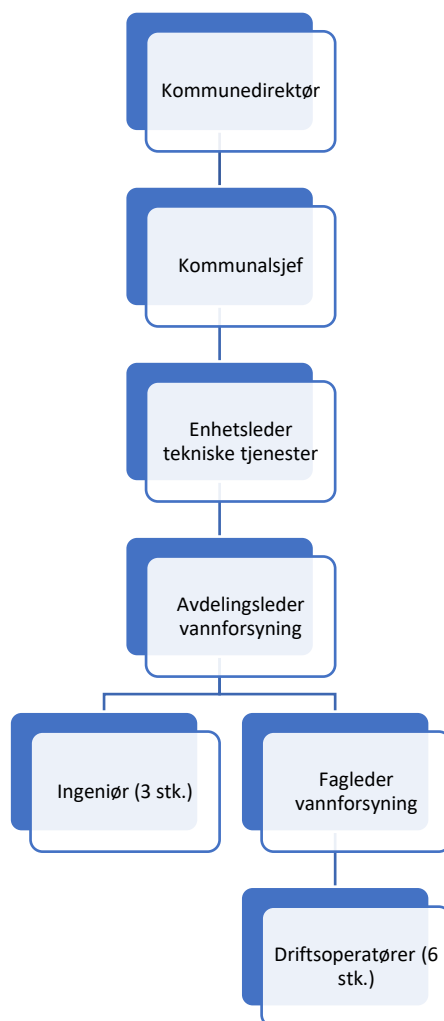 Kommunedirektør
Kommunalsjef
Enhetsleder
tekniske tjenester
Avdelingsleder
vannforsyning
Ingeniør (3 stk.)
Fagleder
vannforsyning
Driftsoperatører (6
stk.)